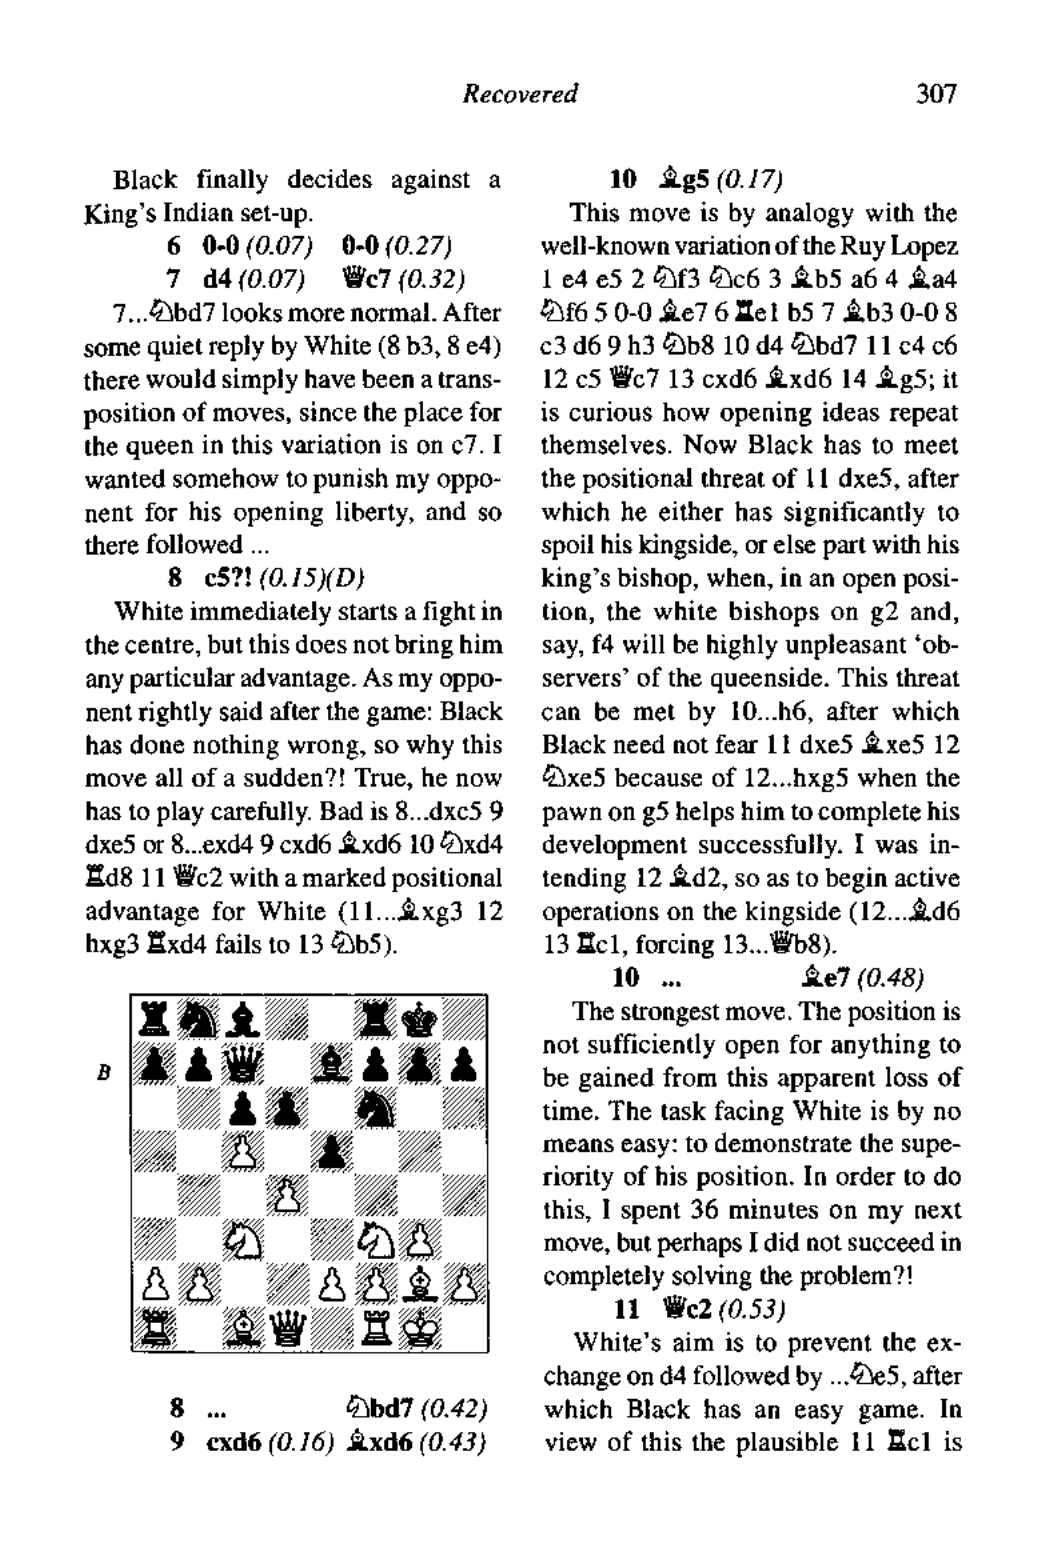 Recovered 307
Black finally decides against a
King's Indian set-up.
6 0-0 (0.07) 0-0 (0.27)
7 d4 (0.07) ♛c7 (0.32)
7...♘bd7 looks more normal. After
some quiet reply by White (8 b3, 8 e4)
there would simply have been a trans-
position of moves, since the place for
the queen in this variation is on c7. I
wanted somehow to punish my oppo-
nent for his opening liberty, and so
there followed ...
8 c5?! (0.15)(D)
White immediately starts a fight in
the centre, but this does not bring him
any particular advantage. As my oppo-
nent rightly said after the game: Black
has done nothing wrong, so why this
move all of a sudden?! True, he now
has to play carefully. Bad is 8...dxc5 9
dxe5 or 8...exd4 9 cxd6 ♗xd6 10 ♘xd4
♖d8 11 ♕c2 with a marked positional
advantage for White (11...♗xg3 12
hxg3 ♖xd4 fails to 13 ♘b5).
B
8 ... ♘bd7 (0.42)
9 cxd6 (0.16) ♗xd6 (0.43)
10 ♗g5 (0.17)
This move is by analogy with the
well-known variation of the Ruy Lopez
1 e4 e5 2 ♘f3 ♘c6 3 ♗b5 a6 4 ♗a4
♘f6 5 0-0 ♗e7 6 ♖e1 b5 7 ♗b3 0-0 8
c3 d6 9 h3 ♘b8 10 d4 ♘bd7 11 c4 c6
12 c5 ♕c7 13 cxd6 ♗xd6 14 ♗g5; it
is curious how opening ideas repeat
themselves. Now Black has to meet
the positional threat of 11 dxe5, after
which he either has significantly to
spoil his kingside, or else part with his
king's bishop, when, in an open posi-
tion, the white bishops on g2 and,
say, f4 will be highly unpleasant 'ob-
servers' of the queenside. This threat
can be met by 10...h6, after which
Black need not fear 11 dxe5 ♗xe5 12
♘xe5 because of 12...hxg5 when the
pawn on g5 helps him to complete his
development successfully. I was in-
tending 12 ♗d2, so as to begin active
operations on the kingside (12...♗d6
13 ♖c1, forcing 13...♕b8).
10 ... ♗e7 (0.48)
The strongest move. The position is
not sufficiently open for anything to
be gained from this apparent loss of
time. The task facing White is by no
means easy: to demonstrate the supe-
riority of his position. In order to do
this, I spent 36 minutes on my next
move, but perhaps I did not succeed in
completely solving the problem?!
11 ♕c2 (0.53)
White's aim is to prevent the ex-
change on d4 followed by ...♘e5, after
which Black has an easy game. In
view of this the plausible 11 ♖c1 is